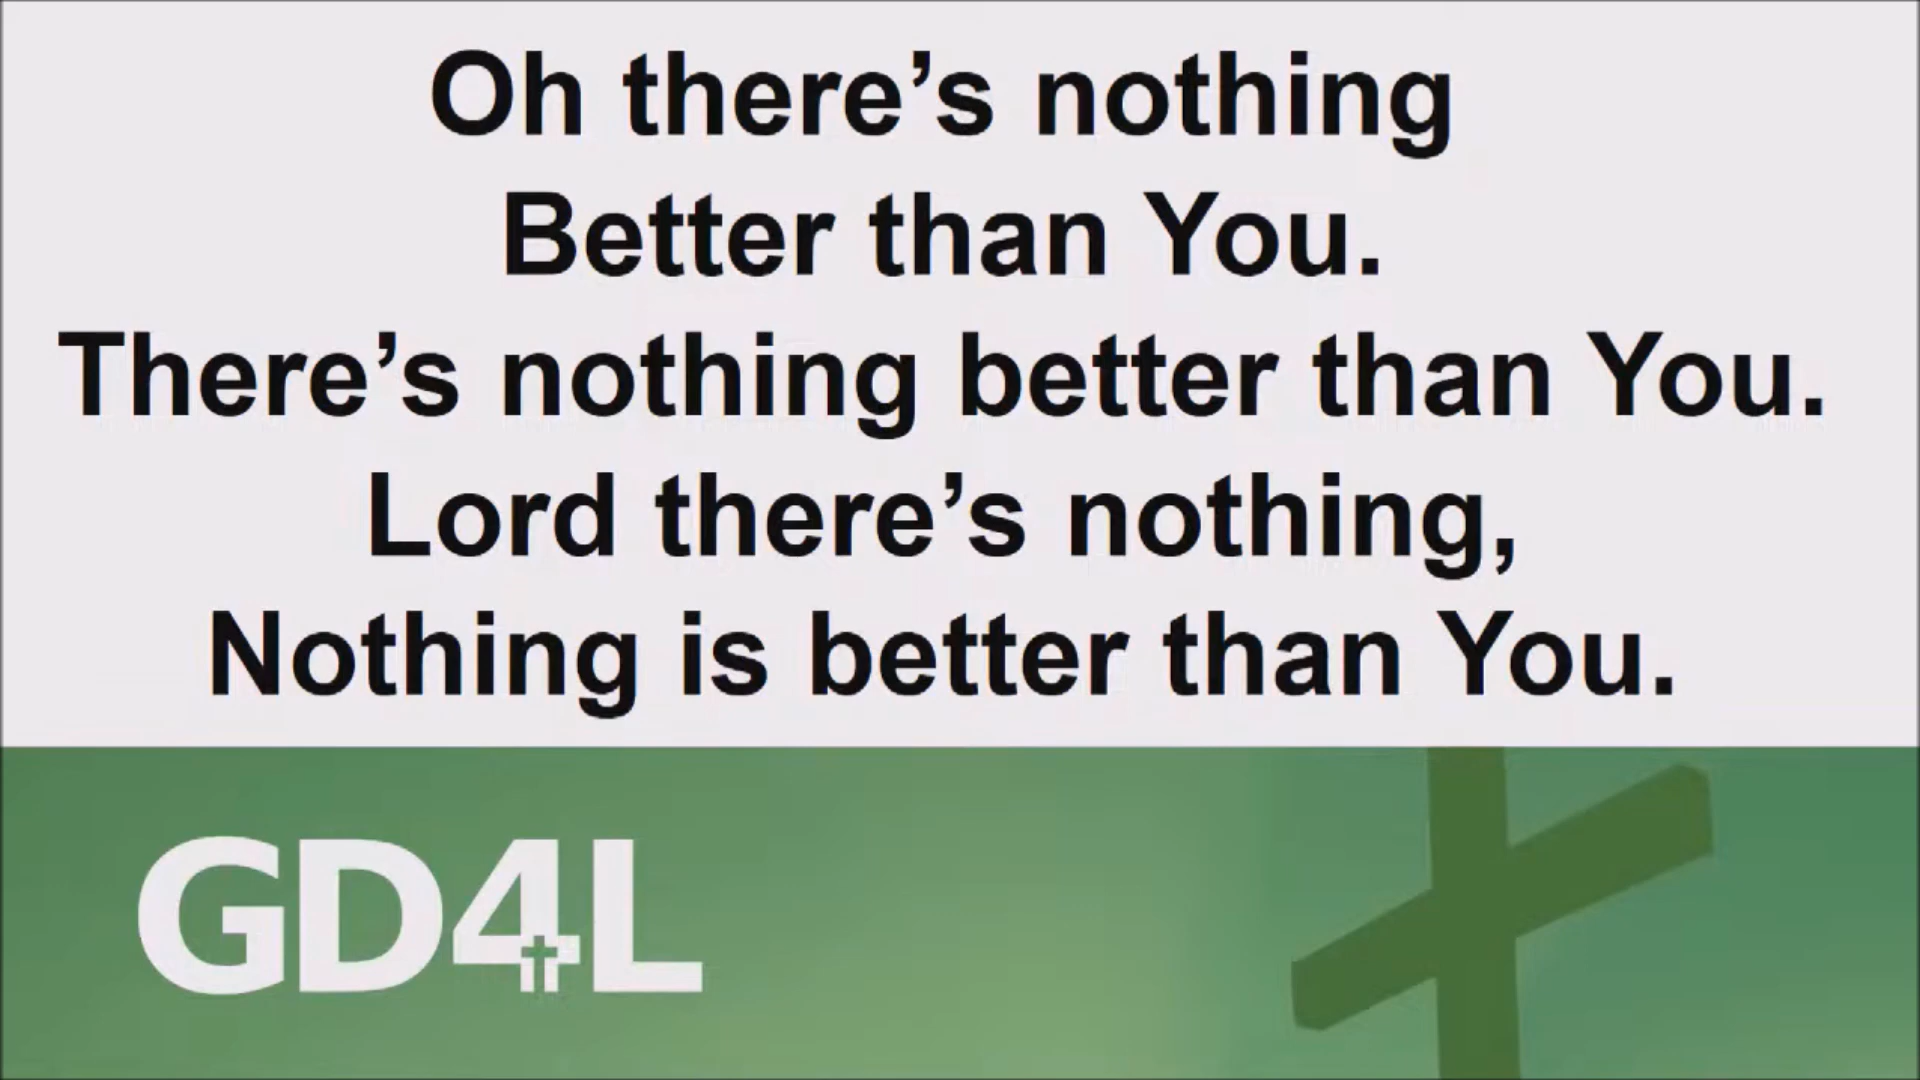 Oh there’s nothing
Better than You.
There’s nothing better than You.
Lord there’s nothing,
Nothing is better than You.
GD4L